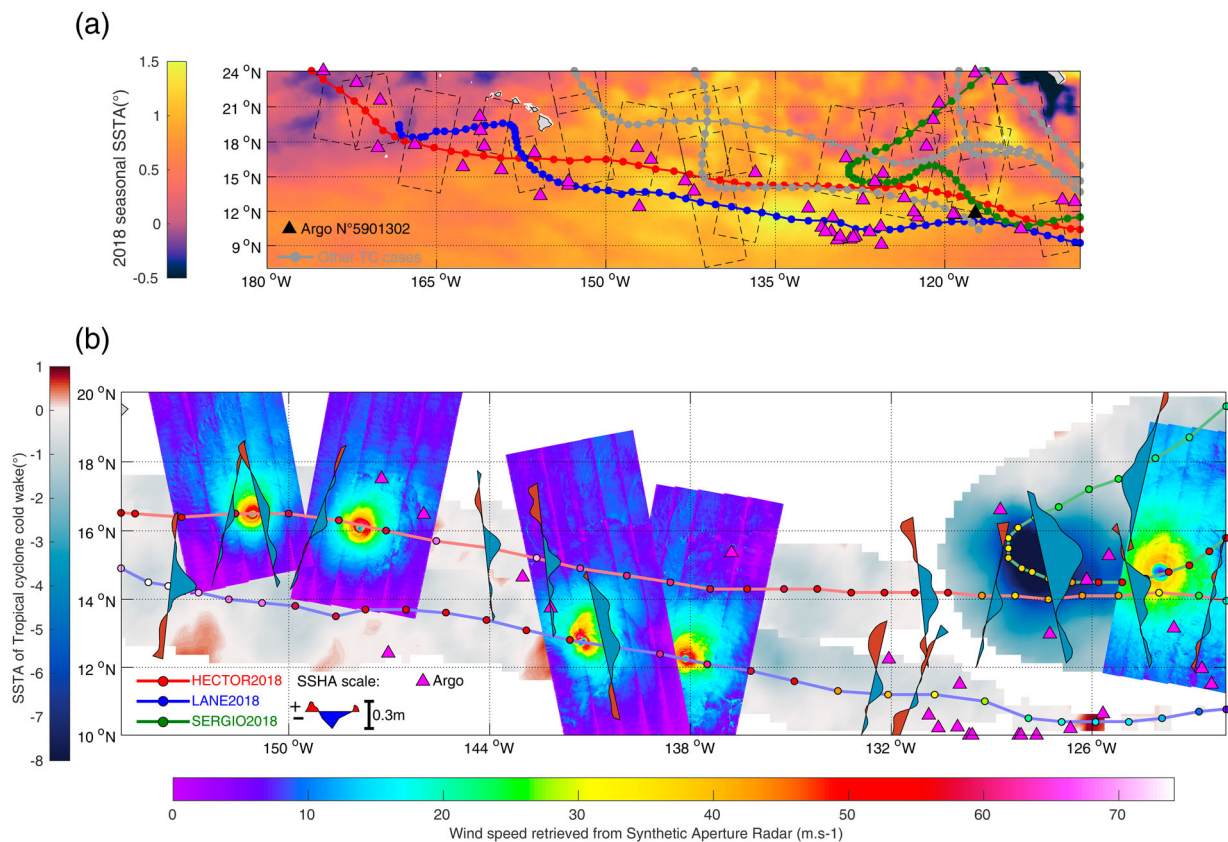 (a)
2018 seasonal SSTA(°)
1.5
1
0.5
0
-0.5
24 °N
21 °N
18 °N
15 °N
12 °N
9 °N
Argo N°5901302
Other TC cases
180 °W
165 °W
150 °W
135 °W
120 °W
(b)
SSTA of Tropical cyclone cold wake(°)
1
0
-1
-2
-3
-4
-5
-6
-7
-8
20 °N
18 °N
16 °N
14 °N
12 °N
10 °N
HECTOR2018
LANE2018
SERGIO2018
SSHA scale:
+
−
0.3m
Argo
150 °W
144 °W
138 °W
132 °W
126 °W
0 10 20 30 40 50 60 70
Wind speed retrieved from Synthetic Aperture Radar (m.s-1)